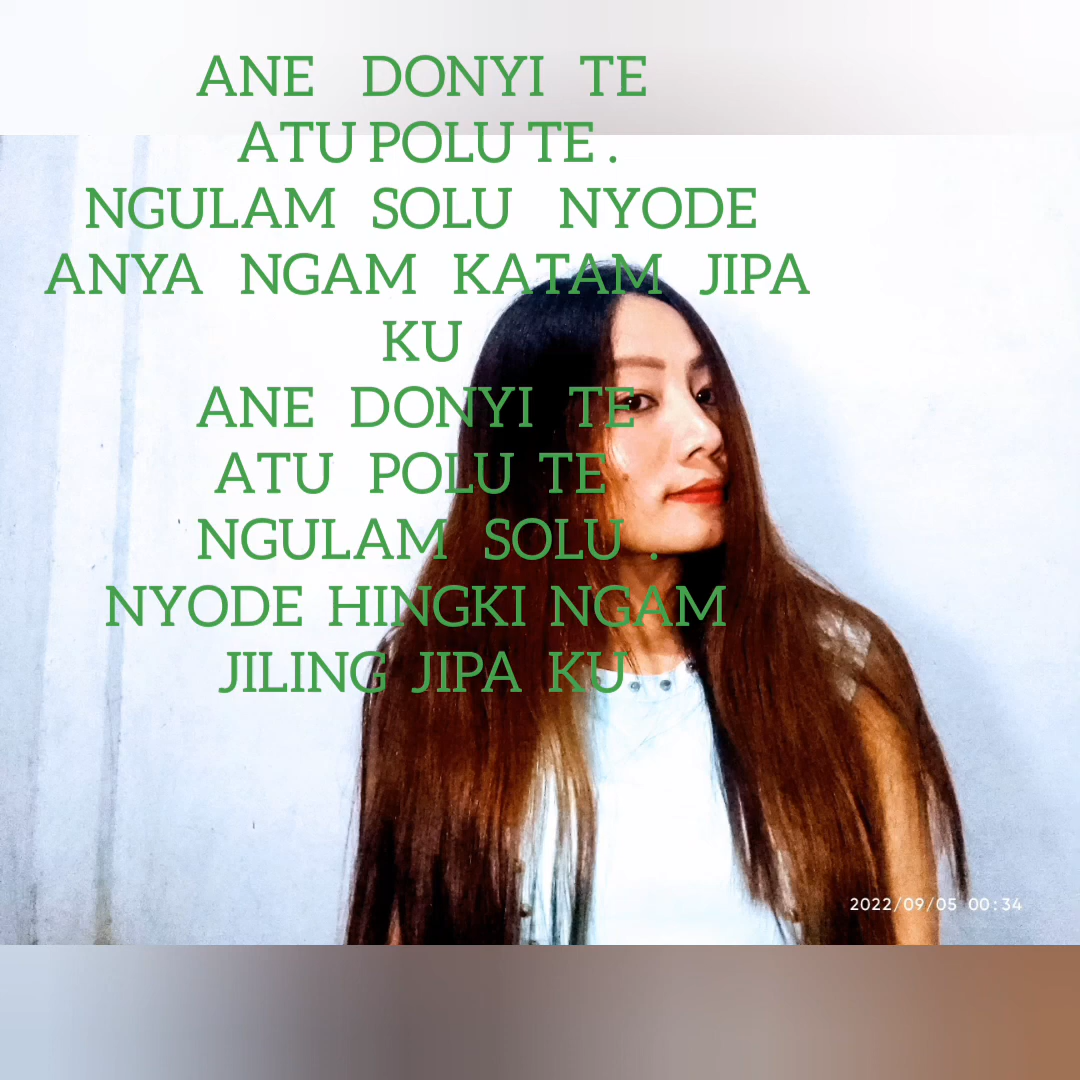 ANE DONYI TE
ATU POLU TE .
NGULAM SOLU NYODE
ANYA NGAM KATAM JIPA
KU
ANE DONYI TE
ATU POLU TE
NGULAM SOLU .
NYODE HINGKI NGAM
JILING JIPA KU
2022/09/05 00:34